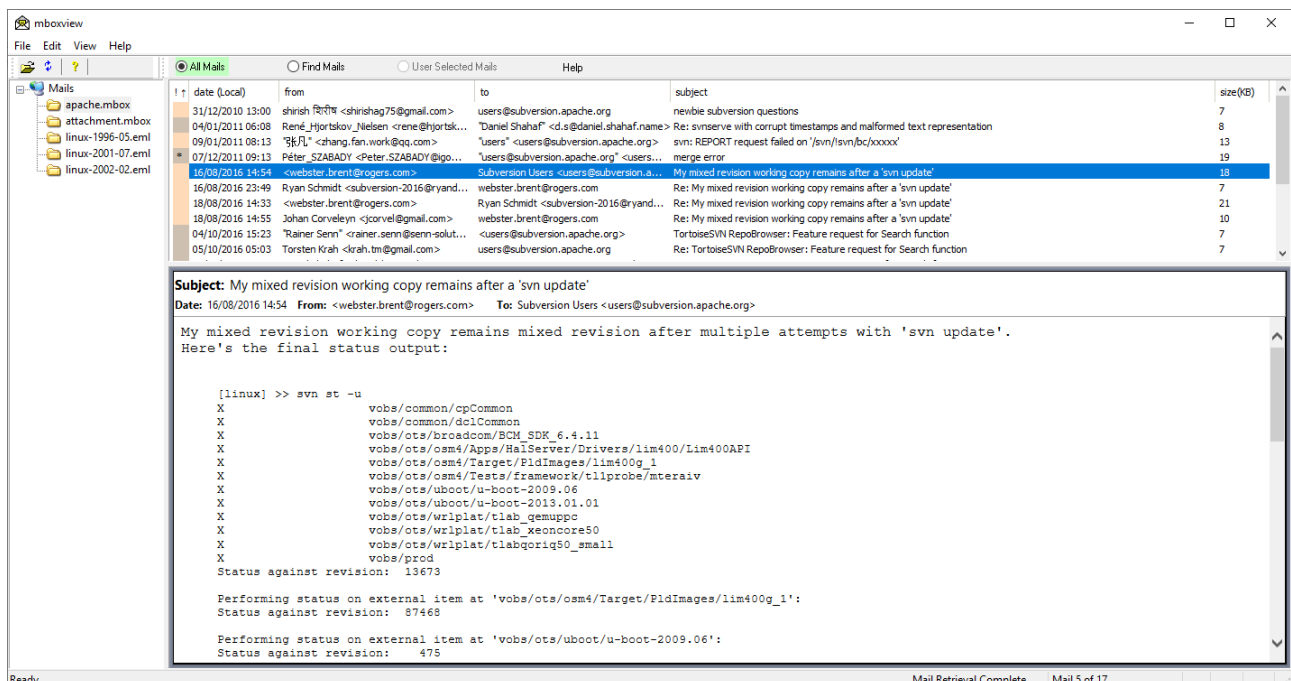 mboxview
File Edit View Help
All Mails Find Mails User Selected Mails Help
Mails
apache.mbox
attachment.mbox
linux-1996-05.eml
linux-2001-07.eml
linux-2002-02.eml
! ↑ date (Local) from to subject size(KB)
31/12/2010 13:00 shirish शिरीष <shirishag75@gmail.com> users@subversion.apache.org newbie subversion questions 7
04/01/2011 06:08 René_Hjortskov_Nielsen <rene@hjortsk... "Daniel Shahaf" <d.s@daniel.shahaf.name> Re: svnserve with corrupt timestamps and malformed text representation 8
09/01/2011 08:13 "张凡" <zhang.fan.work@qq.com> "users" <users@subversion.apache.org> svn: REPORT request failed on '/svn/!svn/bc/xxxxx' 13
* 07/12/2011 09:13 Péter_SZABADY <Peter.SZABADY@igo... "users@subversion.apache.org" <users... merge error 19
16/08/2016 14:54 <webster.brent@rogers.com> Subversion Users <users@subversion.a... My mixed revision working copy remains after a 'svn update' 18
16/08/2016 23:49 Ryan Schmidt <subversion-2016@ryand... webster.brent@rogers.com Re: My mixed revision working copy remains after a 'svn update' 7
18/08/2016 14:33 <webster.brent@rogers.com> Ryan Schmidt <subversion-2016@ryand... Re: My mixed revision working copy remains after a 'svn update' 21
18/08/2016 14:55 Johan Corveleyn <jcorvel@gmail.com> webster.brent@rogers.com Re: My mixed revision working copy remains after a 'svn update' 10
04/10/2016 15:23 "Rainer Senn" <rainer.senn@senn-solut... <users@subversion.apache.org> TortoiseSVN RepoBrowser: Feature request for Search function 7
05/10/2016 05:03 Torsten Krah <krah.tm@gmail.com> users@subversion.apache.org Re: TortoiseSVN RepoBrowser: Feature request for Search function 7
Subject: My mixed revision working copy remains after a 'svn update'
Date: 16/08/2016 14:54 From: <webster.brent@rogers.com> To: Subversion Users <users@subversion.apache.org>
My mixed revision working copy remains mixed revision after multiple attempts with 'svn update'.
Here's the final status output:
[linux] >> svn st -u
X vobs/common/cpCommon
X vobs/common/dclCommon
X vobs/ots/broadcom/BCM_SDK_6.4.11
X vobs/ots/osm4/Apps/HalServer/Drivers/lim400/Lim400API
X vobs/ots/osm4/Target/PldImages/lim400g_1
X vobs/ots/osm4/Tests/framework/tl1probe/mteraiv
X vobs/ots/uboot/u-boot-2009.06
X vobs/ots/uboot/u-boot-2013.01.01
X vobs/ots/wrlplat/tlab_qemuppc
X vobs/ots/wrlplat/tlab_xeoncore50
X vobs/ots/wrlplat/tlabqoriq50_small
X vobs/prod
Status against revision: 13673
Performing status on external item at 'vobs/ots/osm4/Target/PldImages/lim400g_1':
Status against revision: 87468
Performing status on external item at 'vobs/ots/uboot/u-boot-2009.06':
Status against revision: 475
Ready Mail Retrieval Complete Mail 5 of 17